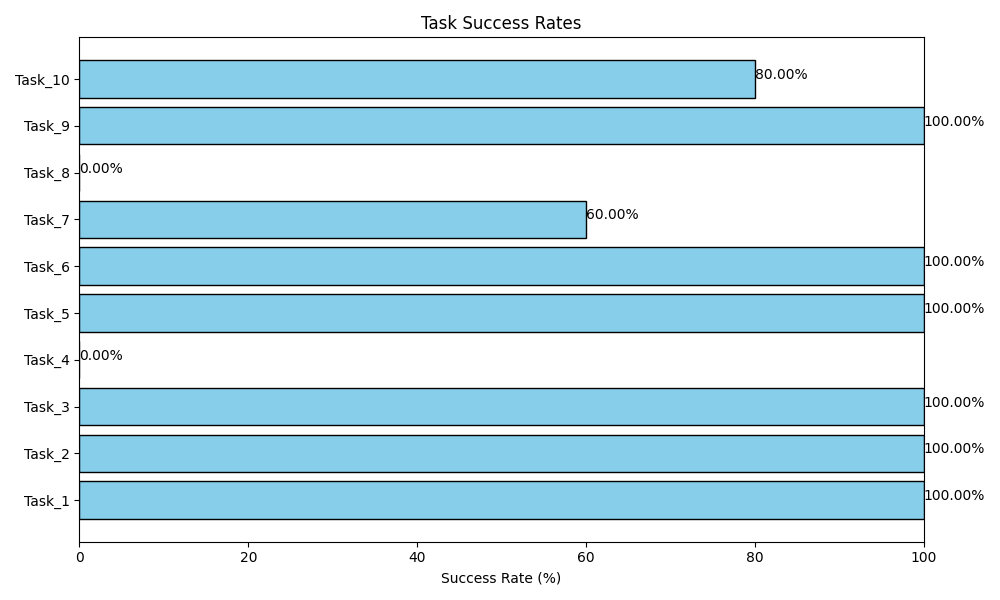 Task Success Rates
Task_10 80.00%
Task_9 100.00%
Task_8 0.00%
Task_7 60.00%
Task_6 100.00%
Task_5 100.00%
Task_4 0.00%
Task_3 100.00%
Task_2 100.00%
Task_1 100.00%
0 20 40 60 80 100
Success Rate (%)